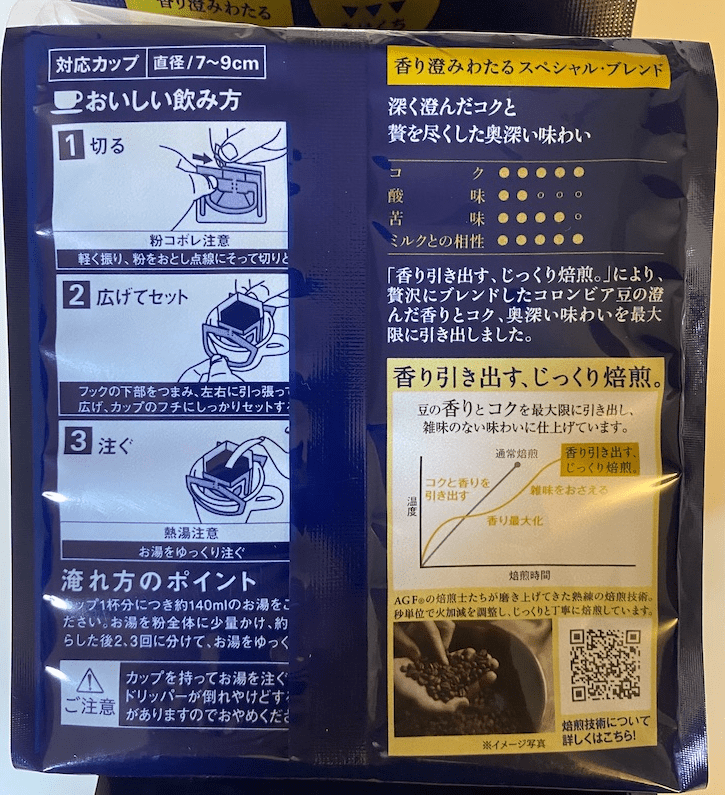 香り澄みわたる
対応カップ 直径/7〜9cm
おいしい飲み方
1 切る
粉コボレ注意
軽く振り、粉をおとし点線にそって切りと
2 広げてセット
フックの下部をつまみ、左右に引っ張って
広げ、カップのフチにしっかりセットす
3 注ぐ
熱湯注意
お湯をゆっくり注ぐ
淹れ方のポイント
ップ1杯分につき約140mlのお湯をご
ださい。お湯を粉全体に少量かけ、約
らした後2、3回に分けて、お湯をゆっく
ご注意
カップを持ってお湯を注ぐ
ドリッパーが倒れやけどす
がありますのでおやめくださ
香り澄みわたるスペシャル・ブレンド
深く澄んだコクと
贅を尽くした奥深い味わい
コク ●●●●●
酸味 ●●○○○
苦味 ●●●●○
ミルクとの相性 ●●●●●
「香り引き出す、じっくり焙煎。」により、
贅沢にブレンドしたコロンビア豆の澄
んだ香りとコク、奥深い味わいを最大
限に引き出しました。
香り引き出す、じっくり焙煎。
豆の香りとコクを最大限に引き出し、
雑味のない味わいに仕上げています。
通常焙煎
香り引き出す、
じっくり焙煎。
コクと香りを
引き出す
雑味をおさえる
香り最大化
温度
焙煎時間
AGF®の焙煎士たちが磨き上げてきた熟練の焙煎技術。
秒単位で火加減を調整し、じっくりと丁寧に焙煎しています。
※イメージ写真
焙煎技術について
詳しくはこちら!